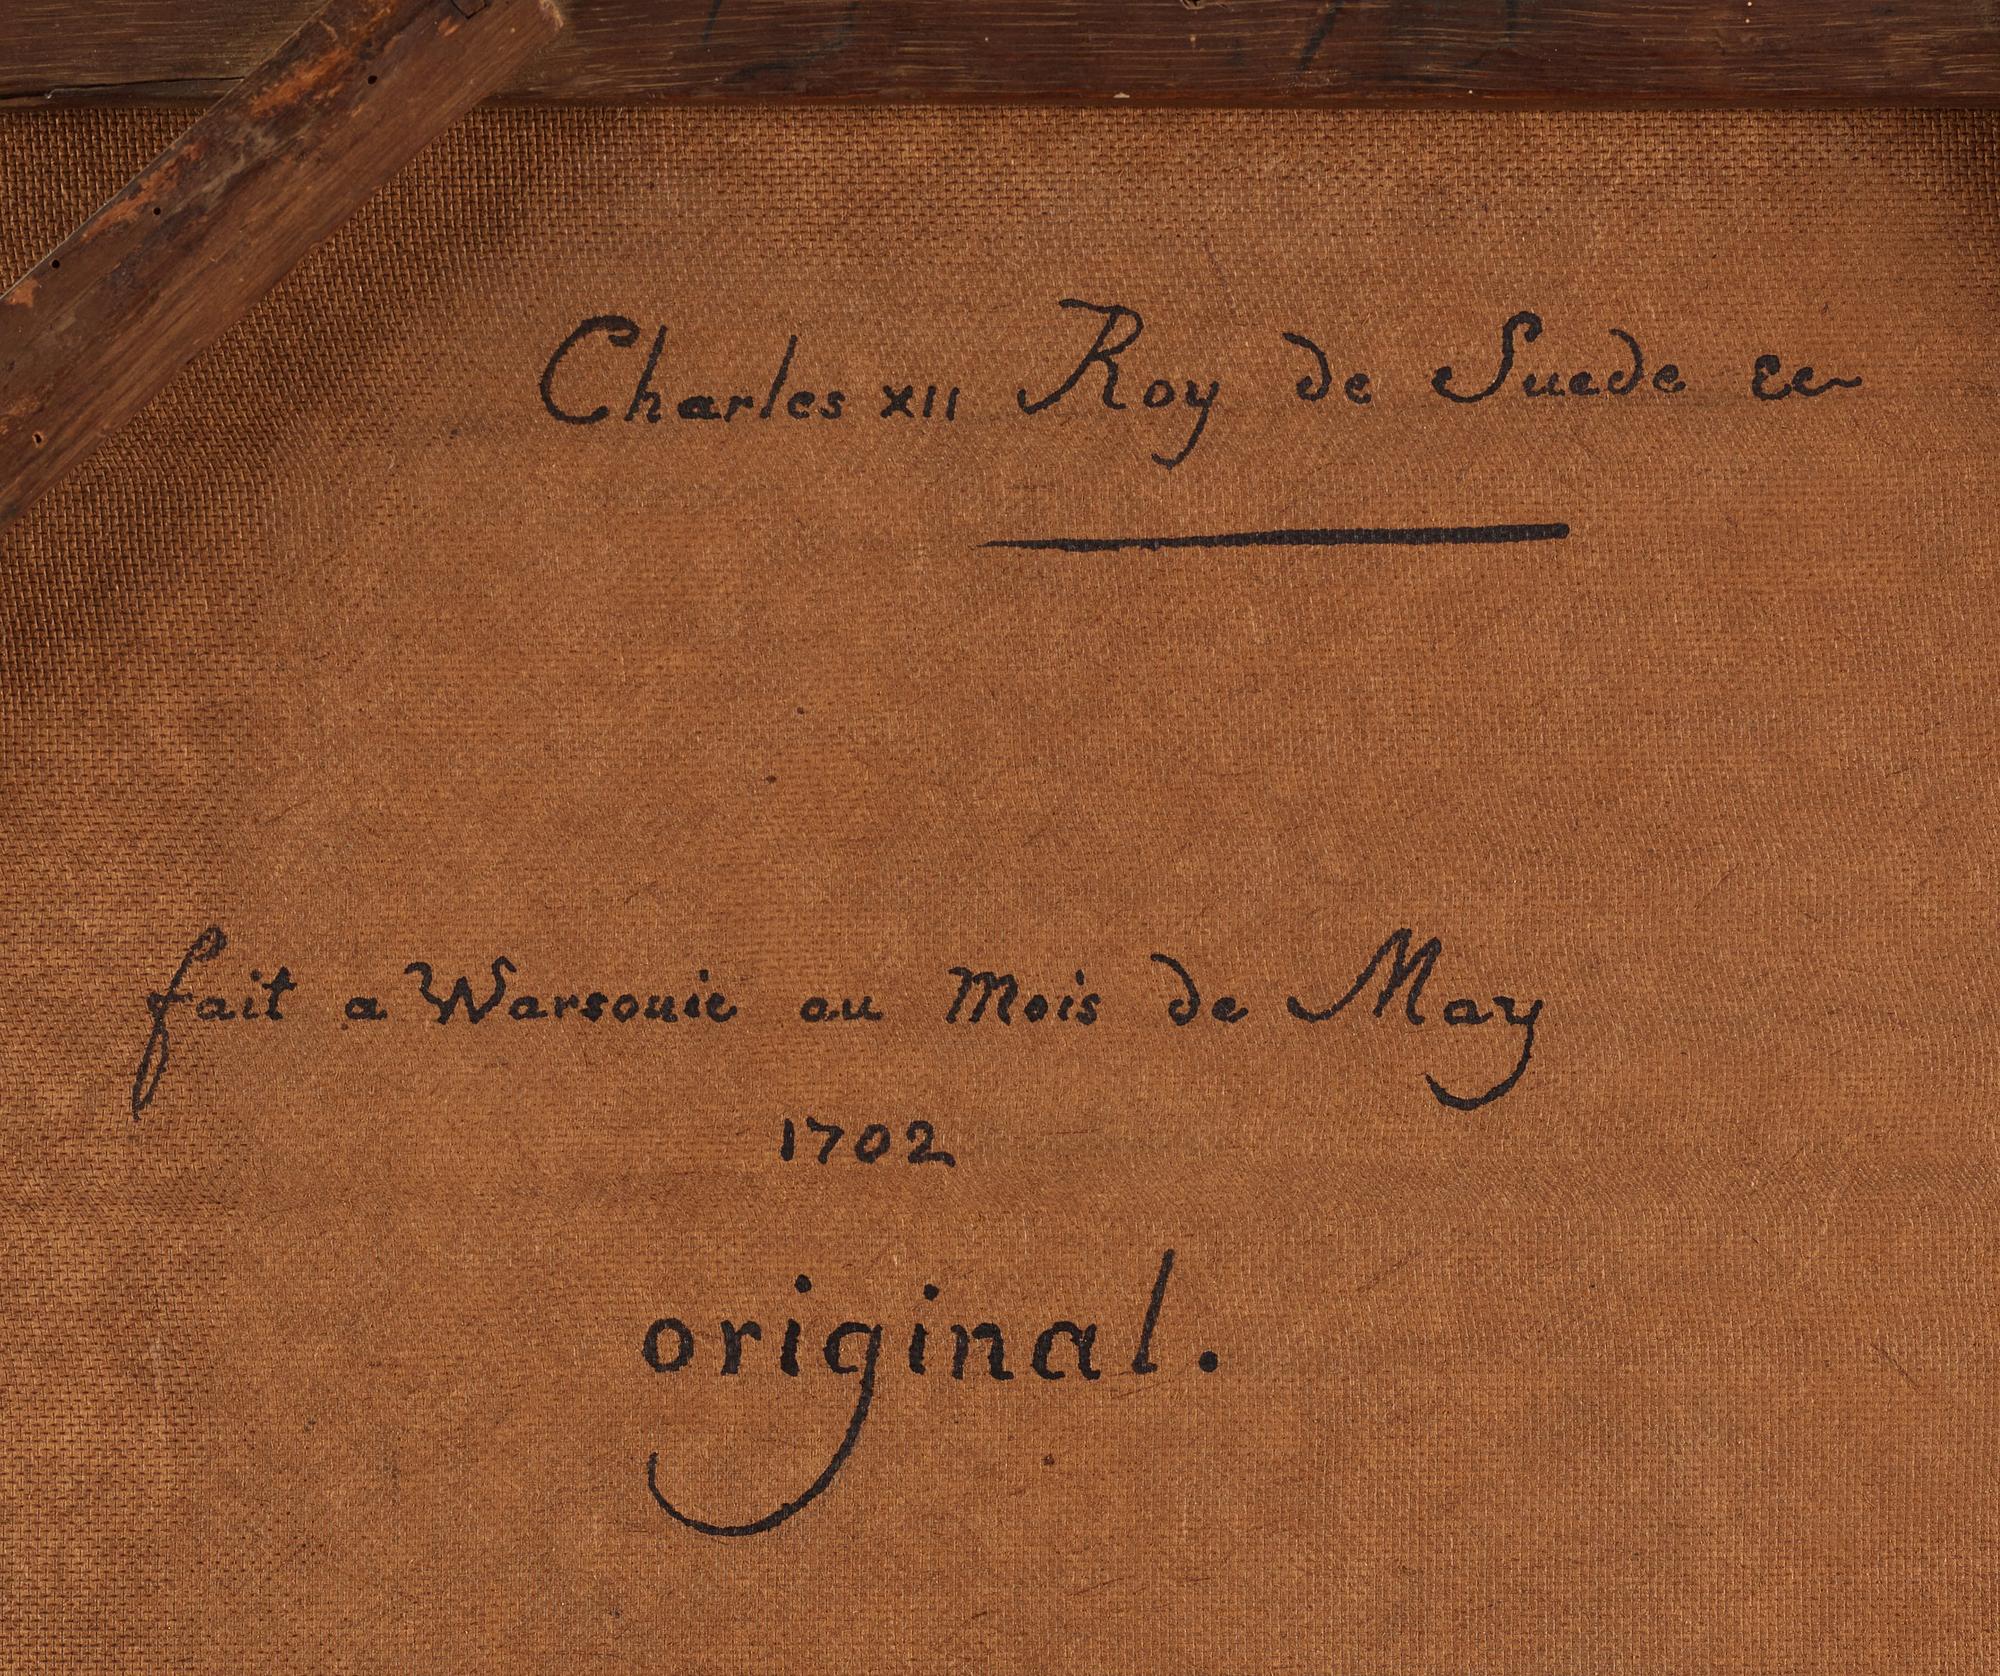 Charles XII Roy de Suede &c
fait a Warsouie au Mois de May
1702
original.